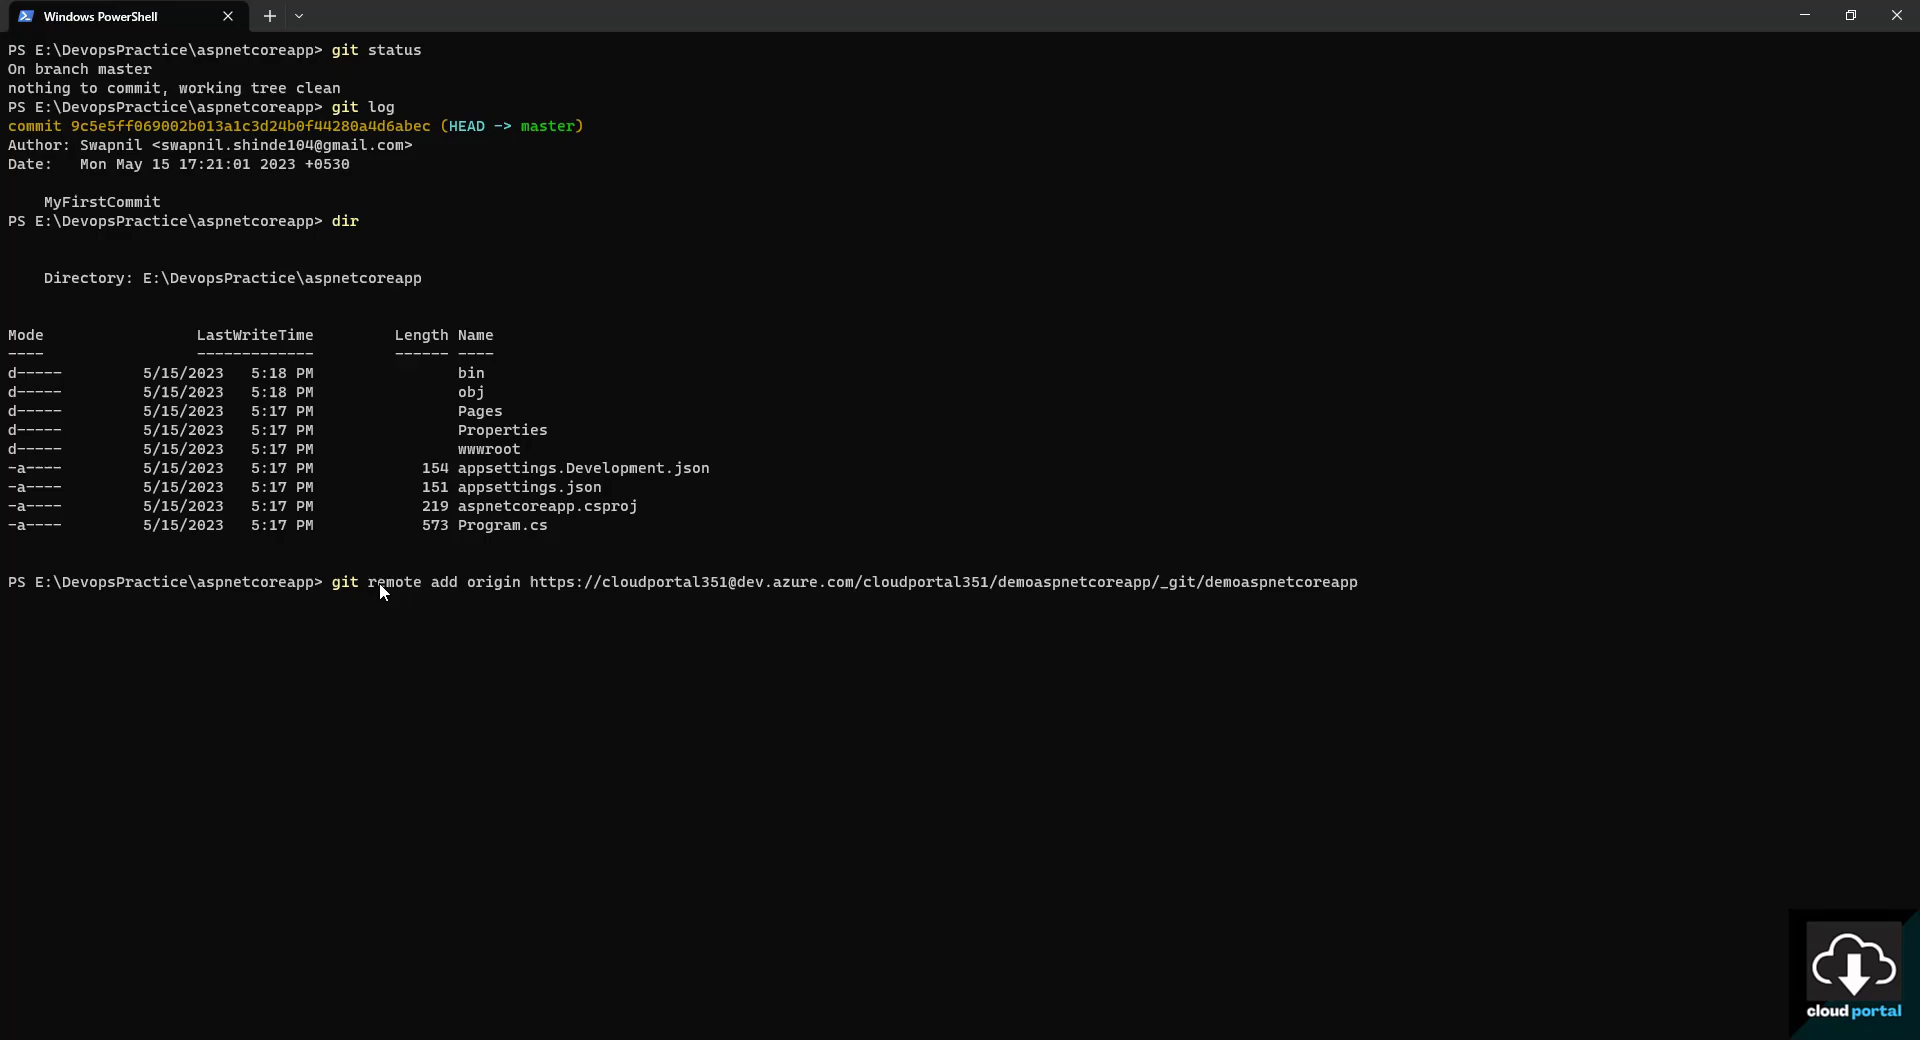 Windows PowerShell
PS E:\DevopsPractice\aspnetcoreapp> git status
On branch master
nothing to commit, working tree clean
PS E:\DevopsPractice\aspnetcoreapp> git log
commit 9c5e5ff069002b013a1c3d24b0f44280a4d6abec (HEAD -> master)
Author: Swapnil <swapnil.shinde104@gmail.com>
Date:   Mon May 15 17:21:01 2023 +0530
    MyFirstCommit
PS E:\DevopsPractice\aspnetcoreapp> dir
    Directory: E:\DevopsPractice\aspnetcoreapp
Mode                 LastWriteTime         Length Name
----                 -------------         ------ ----
d-----         5/15/2023   5:18 PM                bin
d-----         5/15/2023   5:18 PM                obj
d-----         5/15/2023   5:17 PM                Pages
d-----         5/15/2023   5:17 PM                Properties
d-----         5/15/2023   5:17 PM                wwwroot
-a----         5/15/2023   5:17 PM            154 appsettings.Development.json
-a----         5/15/2023   5:17 PM            151 appsettings.json
-a----         5/15/2023   5:17 PM            219 aspnetcoreapp.csproj
-a----         5/15/2023   5:17 PM            573 Program.cs
PS E:\DevopsPractice\aspnetcoreapp> git remote add origin https://cloudportal351@dev.azure.com/cloudportal351/demoaspnetcoreapp/_git/demoaspnetcoreapp
cloud portal